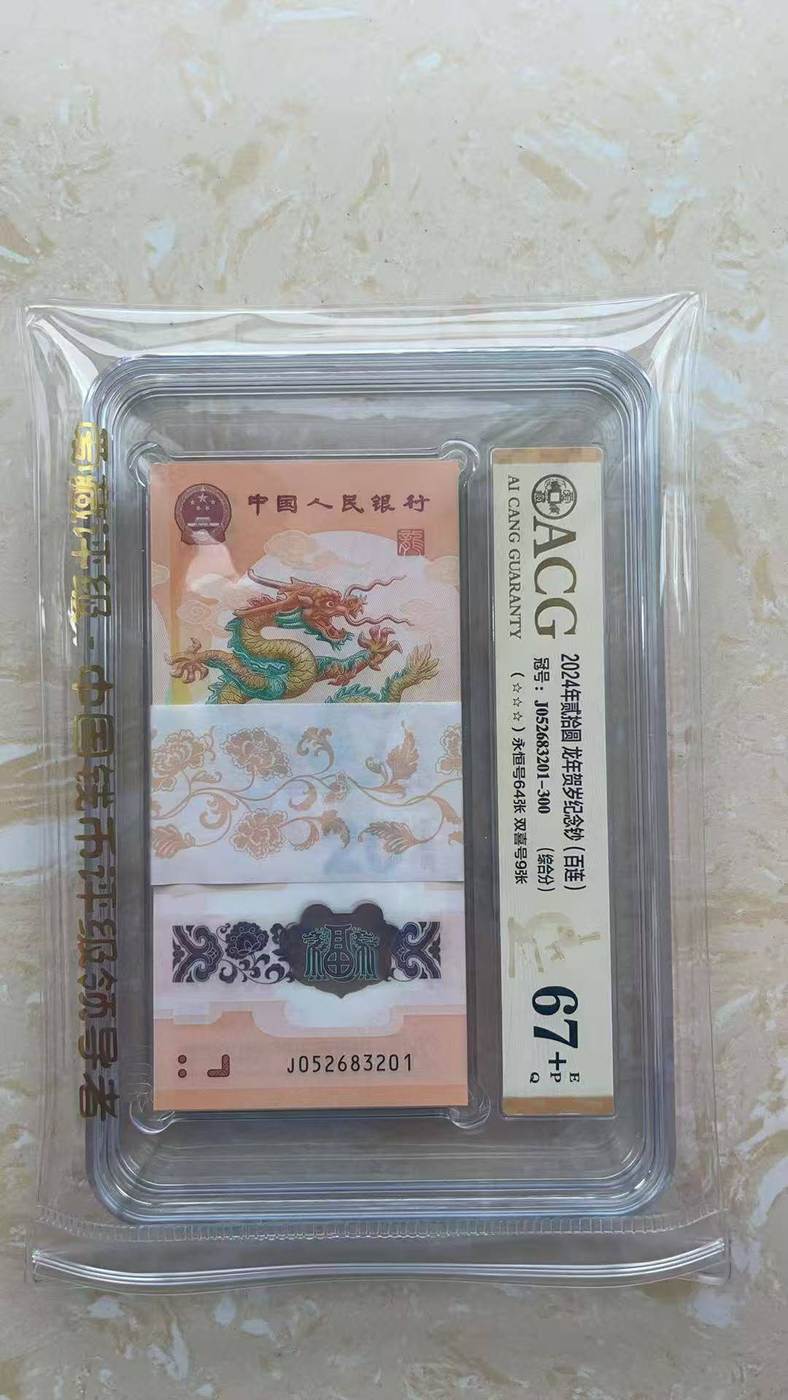 中国人民银行
福
J052683201
ACG
AI CANG GUARANTY
2024年贰拾圆 龙年贺岁纪念钞（百连）
冠号：J052683201-300 （综合分）
（☆☆☆）永恒号64张 双喜号9张
67+
E
P
Q
爱藏评级-中国钱币评级领导者